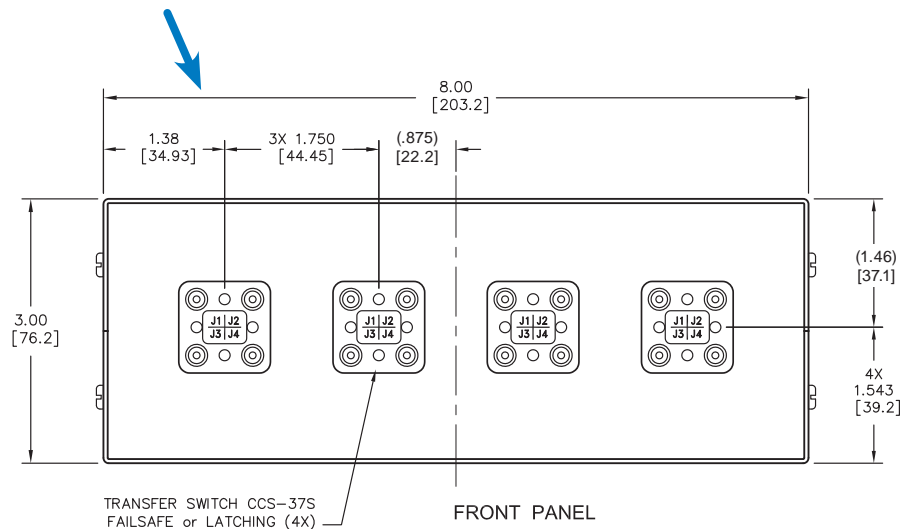 8.00
[203.2]
1.38
[34.93]
3X 1.750
[44.45]
(.875)
[22.2]
(1.46)
[37.1]
3.00
[76.2]
J1 J2
J3 J4
J1 J2
J3 J4
J1 J2
J3 J4
J1 J2
J3 J4
4X
1.543
[39.2]
TRANSFER SWITCH CCS-37S
FAILSAFE or LATCHING (4X)
FRONT PANEL